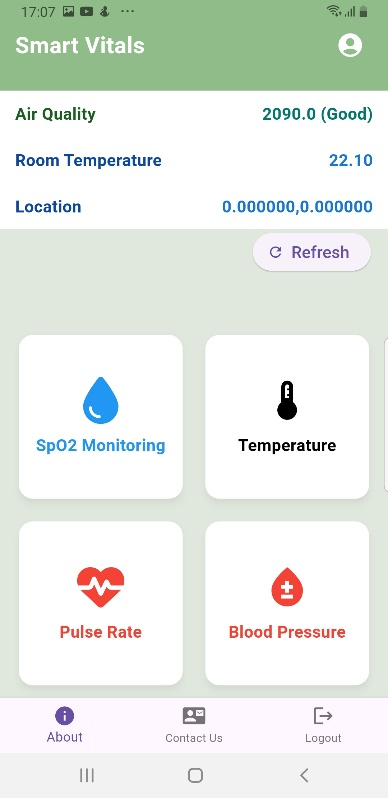 17:07
Smart Vitals
Air Quality 2090.0 (Good)
Room Temperature 22.10
Location 0.000000,0.000000
Refresh
SpO2 Monitoring Temperature
Pulse Rate Blood Pressure
About Contact Us Logout